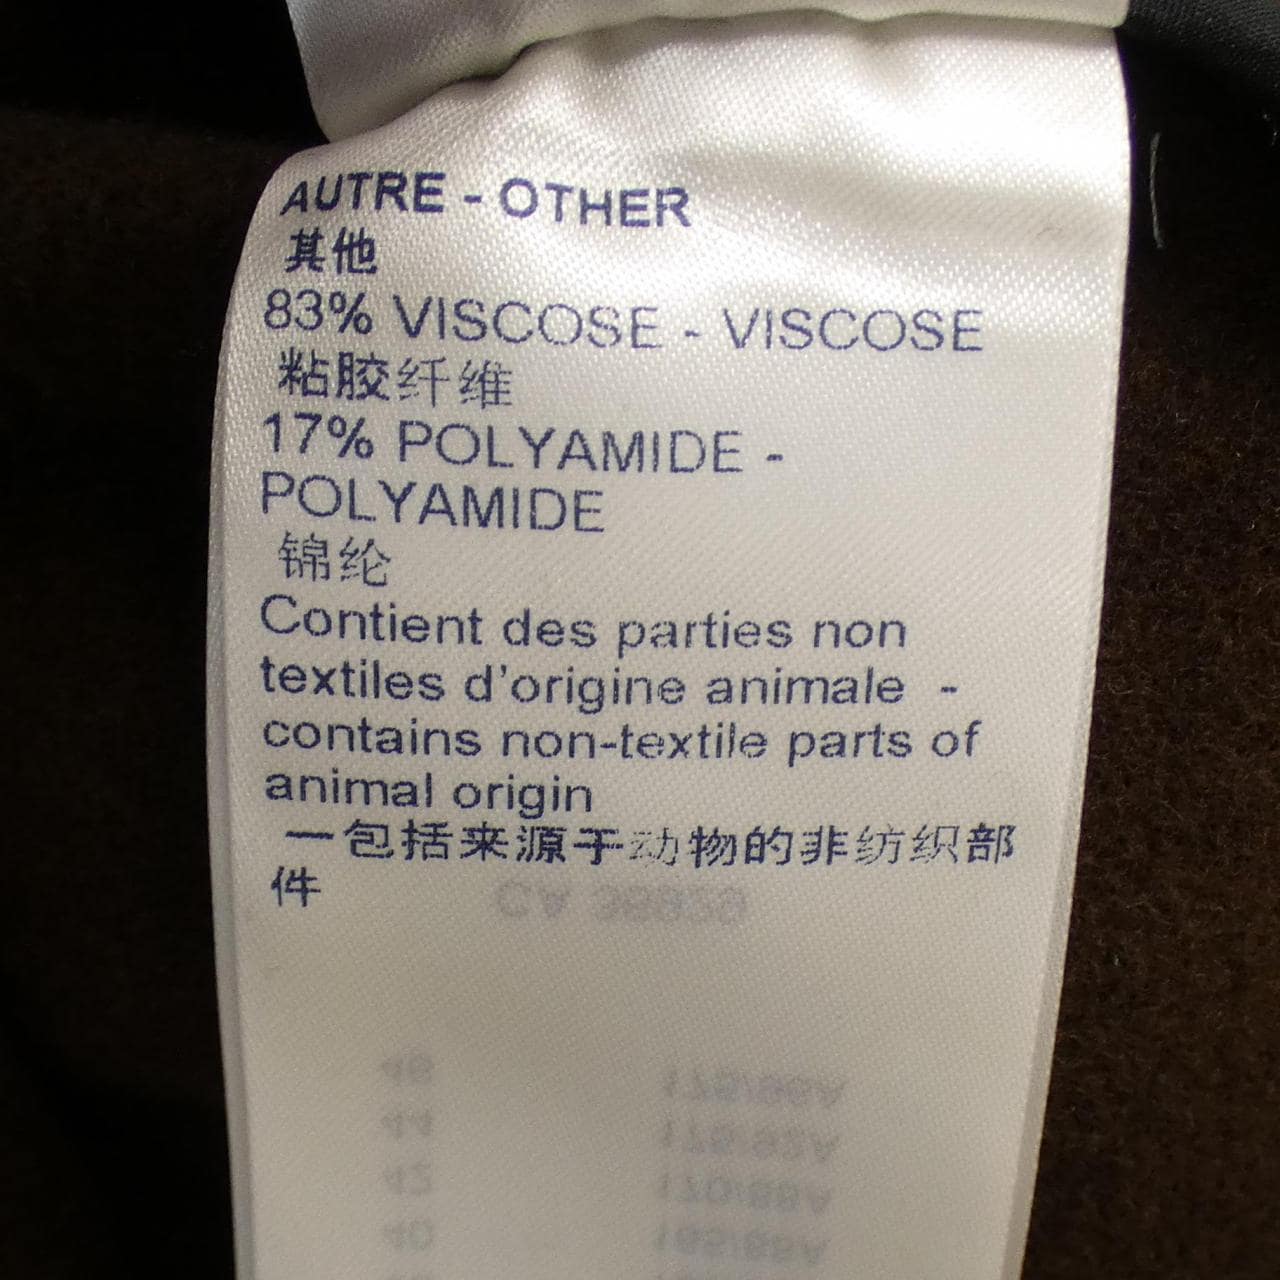 AUTRE - OTHER
其他
83% VISCOSE - VISCOSE
粘胶纤维
17% POLYAMIDE -
POLYAMIDE
锦纶
Contient des parties non
textiles d'origine animale -
contains non-textile parts of
animal origin
一包括来源于动物的非纺织部
件